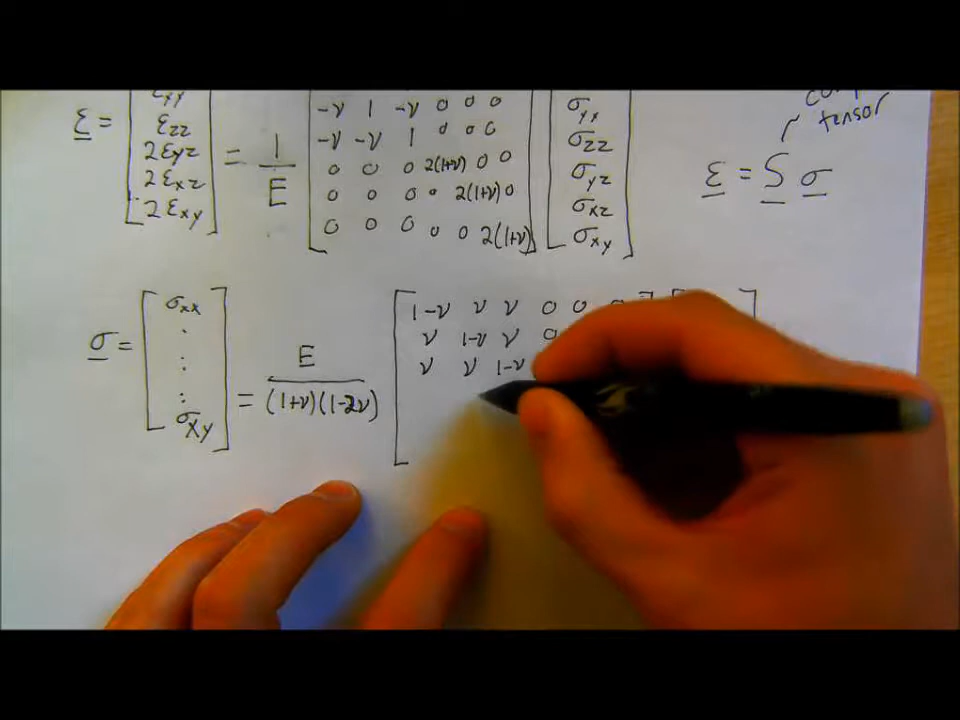 ε = [ εyy εzz 2εyz 2εxz 2εxy ] = 1/E
-ν 1 -ν 0 0 0
-ν -ν 1 0 0 0
0 0 0 2(1+ν) 0 0
0 0 0 0 2(1+ν) 0
0 0 0 0 0 2(1+ν)
σyx
σzz
σyz
σxz
σxy
tensor
ε = S σ
σ = [ σxx . : : σxy ] = E/(1+ν)(1-2ν)
1-ν ν ν 0 0
ν 1-ν ν 0
ν ν 1-ν